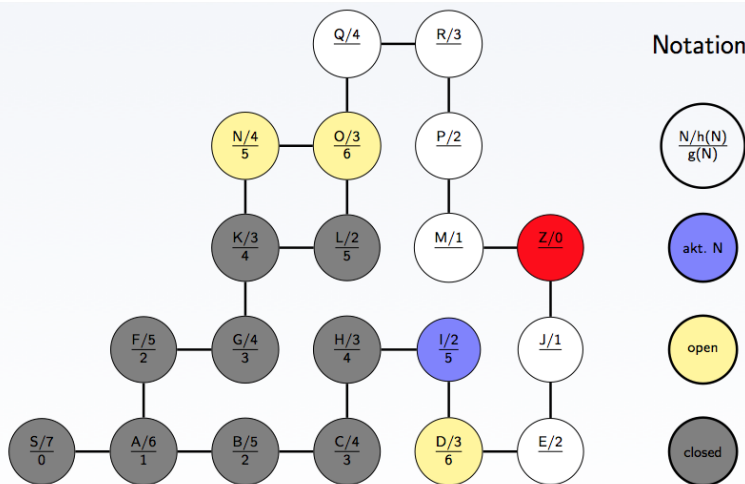 Q/4
R/3
Notation
N/4
5
O/3
6
P/2
N/h(N)
g(N)
K/3
4
L/2
5
M/1
Z/0
akt. N
F/5
2
G/4
3
H/3
4
I/2
5
J/1
open
S/7
0
A/6
1
B/5
2
C/4
3
D/3
6
E/2
closed